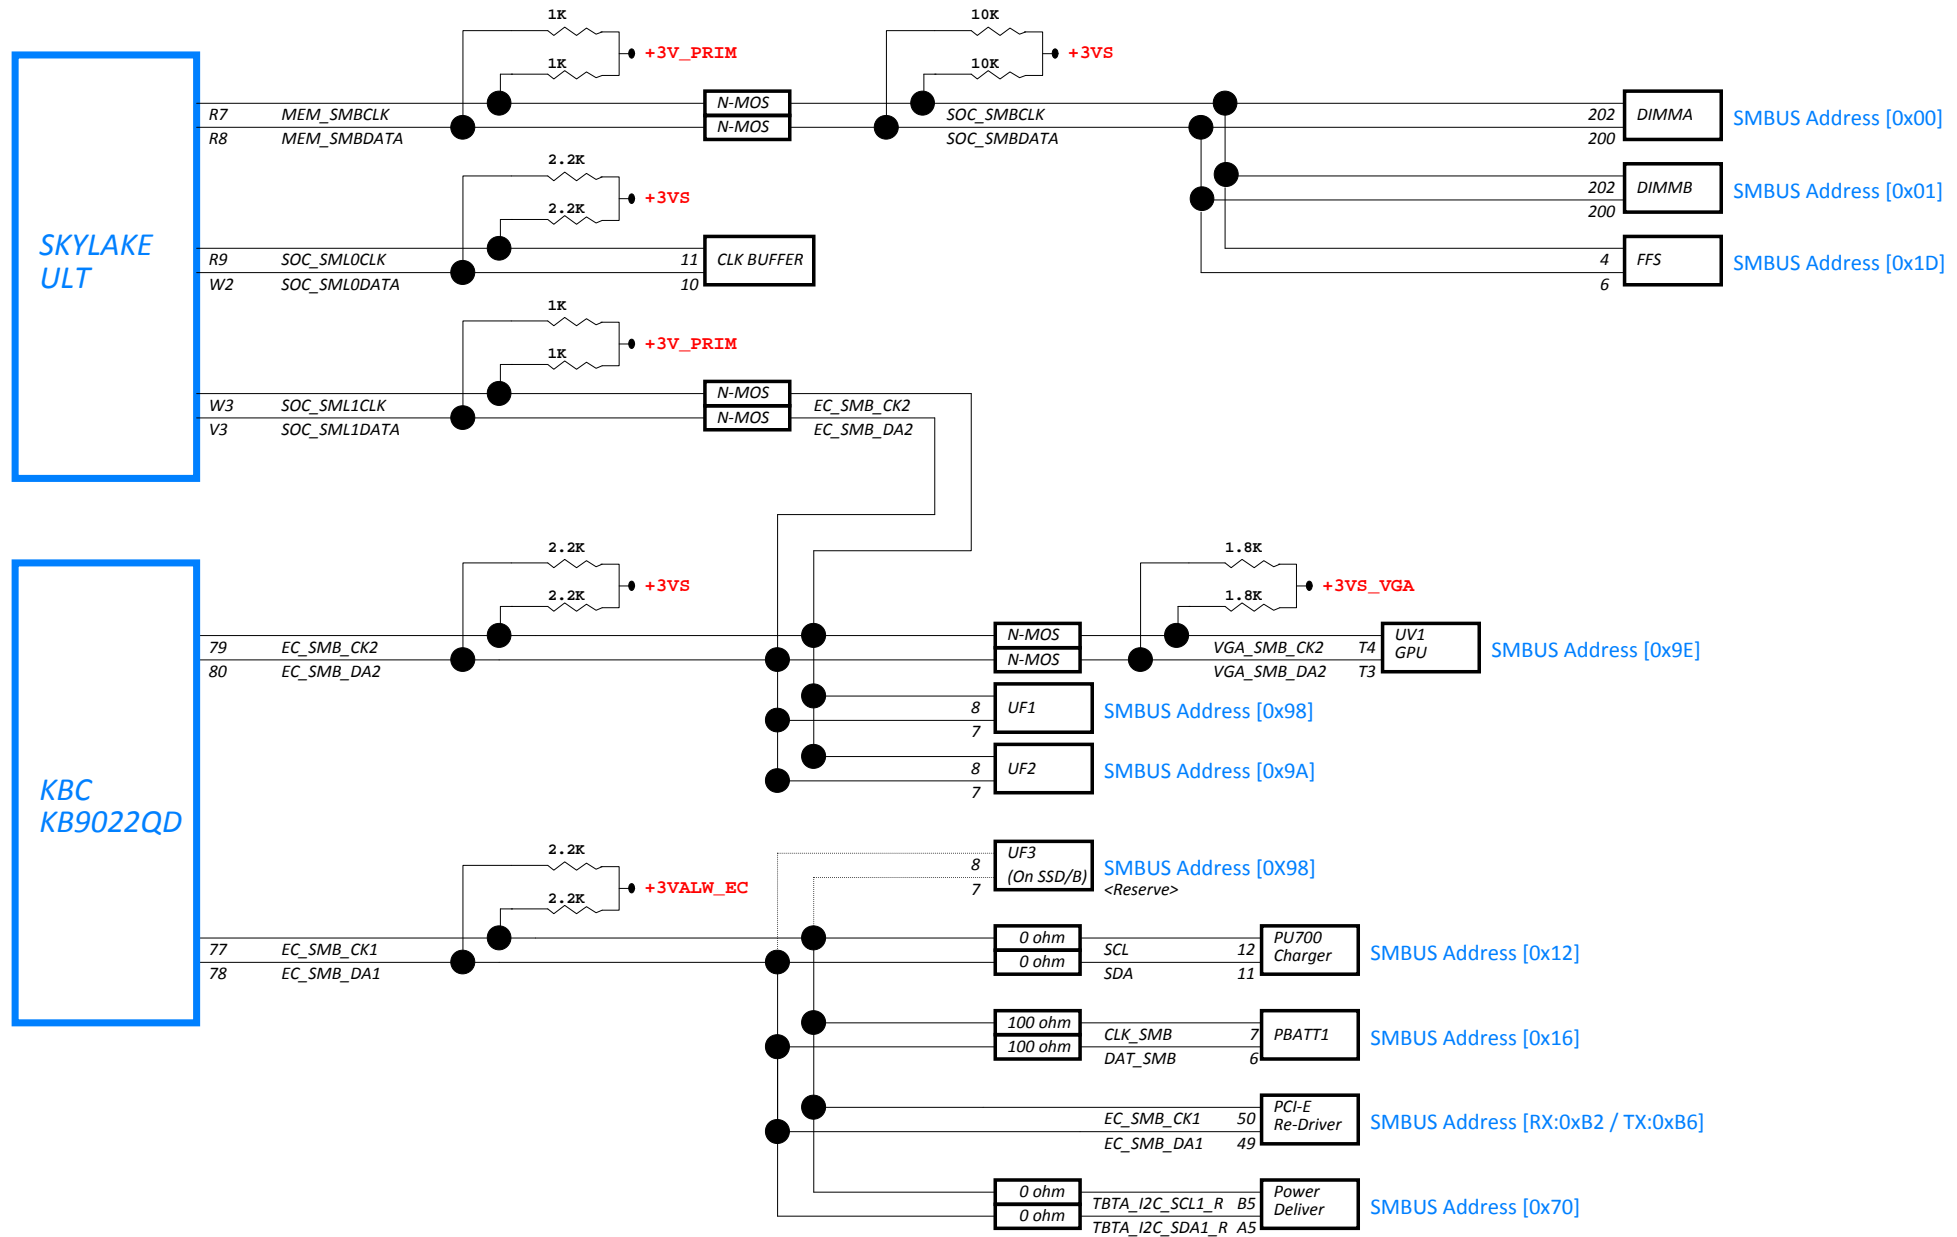 1K
1K
+3V_PRIM
10K
10K
+3VS
SKYLAKE
ULT
R7 MEM_SMBCLK
R8 MEM_SMBDATA
N-MOS
N-MOS
SOC_SMBCLK
SOC_SMBDATA
202 DIMMA
200
SMBUS Address [0x00]
202 DIMMB
200
SMBUS Address [0x01]
4 FFS
6
SMBUS Address [0x1D]
2.2K
2.2K
+3VS
R9 SOC_SML0CLK
W2 SOC_SML0DATA
11 CLK BUFFER
10
1K
1K
+3V_PRIM
W3 SOC_SML1CLK
V3 SOC_SML1DATA
N-MOS
N-MOS
EC_SMB_CK2
EC_SMB_DA2
KBC
KB9022QD
2.2K
2.2K
+3VS
79 EC_SMB_CK2
80 EC_SMB_DA2
N-MOS
N-MOS
1.8K
1.8K
+3VS_VGA
VGA_SMB_CK2 T4
VGA_SMB_DA2 T3
UV1
GPU
SMBUS Address [0x9E]
8 UF1
7
SMBUS Address [0x98]
8 UF2
7
SMBUS Address [0x9A]
2.2K
2.2K
+3VALW_EC
77 EC_SMB_CK1
78 EC_SMB_DA1
8 UF3
7 (On SSD/B)
SMBUS Address [0X98]
<Reserve>
0 ohm
0 ohm
SCL 12
SDA 11
PU700
Charger
SMBUS Address [0x12]
100 ohm
100 ohm
CLK_SMB 7
DAT_SMB 6
PBATT1
SMBUS Address [0x16]
EC_SMB_CK1 50
EC_SMB_DA1 49
PCI-E
Re-Driver
SMBUS Address [RX:0xB2 / TX:0xB6]
0 ohm
0 ohm
TBTA_I2C_SCL1_R B5
TBTA_I2C_SDA1_R A5
Power
Deliver
SMBUS Address [0x70]